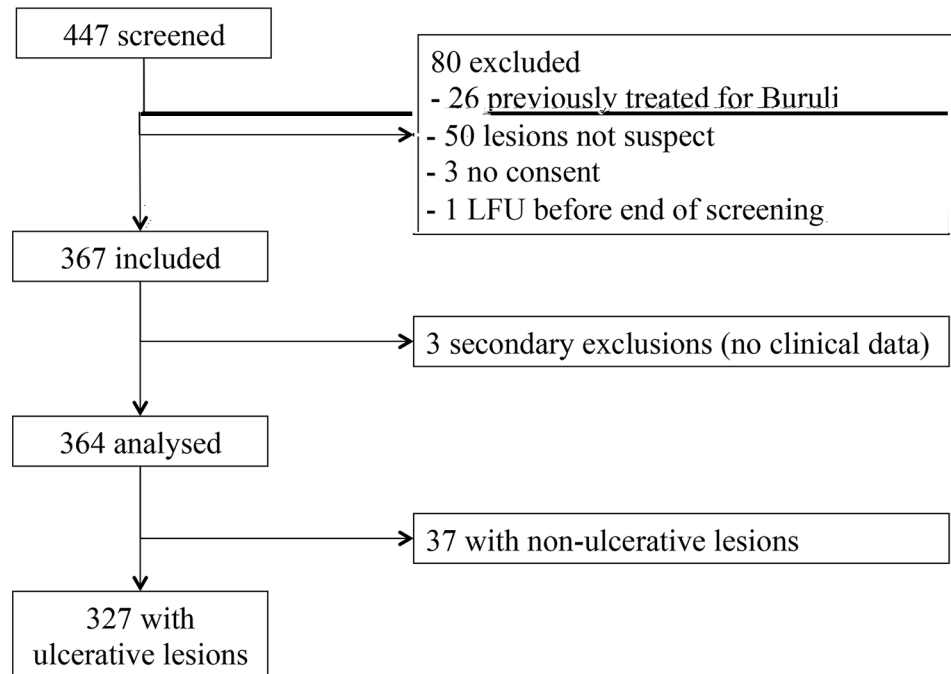 447 screened
80 excluded
- 26 previously treated for Buruli
- 50 lesions not suspect
- 3 no consent
- 1 LFU before end of screening
367 included
3 secondary exclusions (no clinical data)
364 analysed
37 with non-ulcerative lesions
327 with
ulcerative lesions